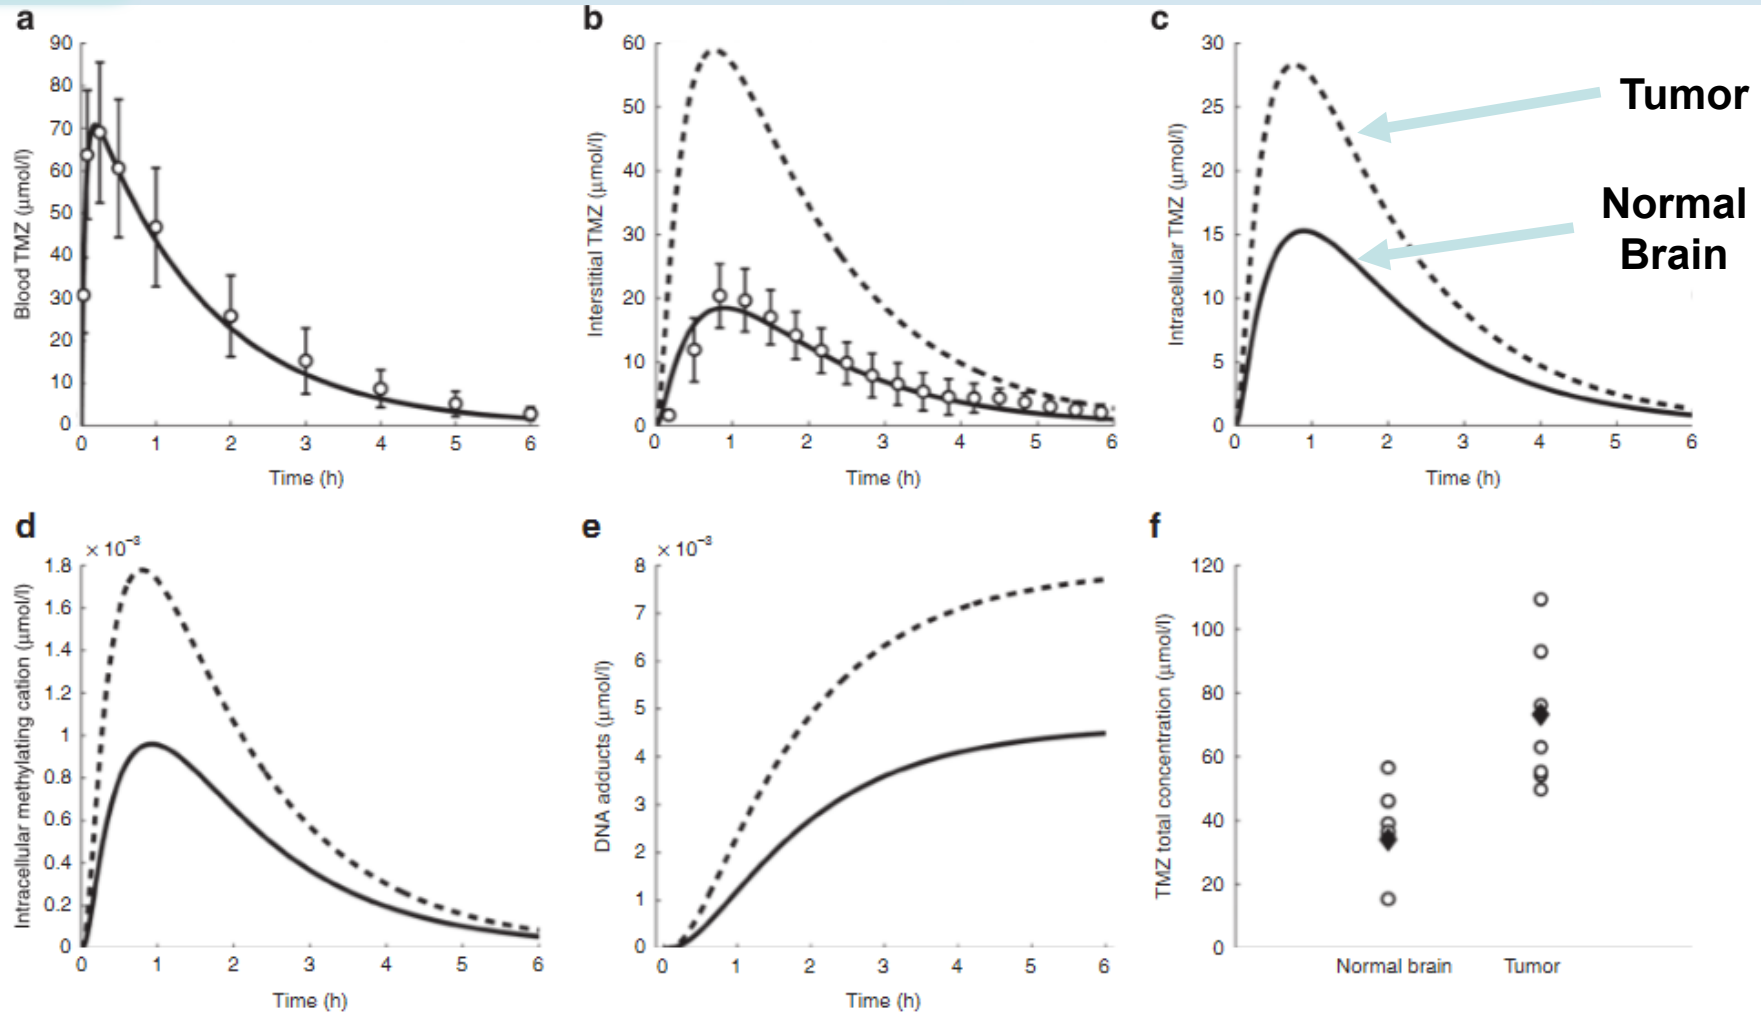 a
90
80
70
60
50
40
30
20
10
0
Blood TMZ (μmol/l)
0 1 2 3 4 5 6
Time (h)
b
60
50
40
30
20
10
0
Interstitial TMZ (μmol/l)
0 1 2 3 4 5 6
Time (h)
c
30
25
20
15
10
5
0
Intracellular TMZ (μmol/l)
0 1 2 3 4 5 6
Time (h)
Tumor
Normal
Brain
d
× 10⁻³
1.8
1.6
1.4
1.2
1
0.8
0.6
0.4
0.2
0
Intracellular methylating cation (μmol/l)
0 1 2 3 4 5 6
Time (h)
e
× 10⁻³
8
7
6
5
4
3
2
1
0
DNA adducts (μmol/l)
0 1 2 3 4 5 6
Time (h)
f
120
100
80
60
40
20
0
TMZ total concentration (μmol/l)
Normal brain Tumor